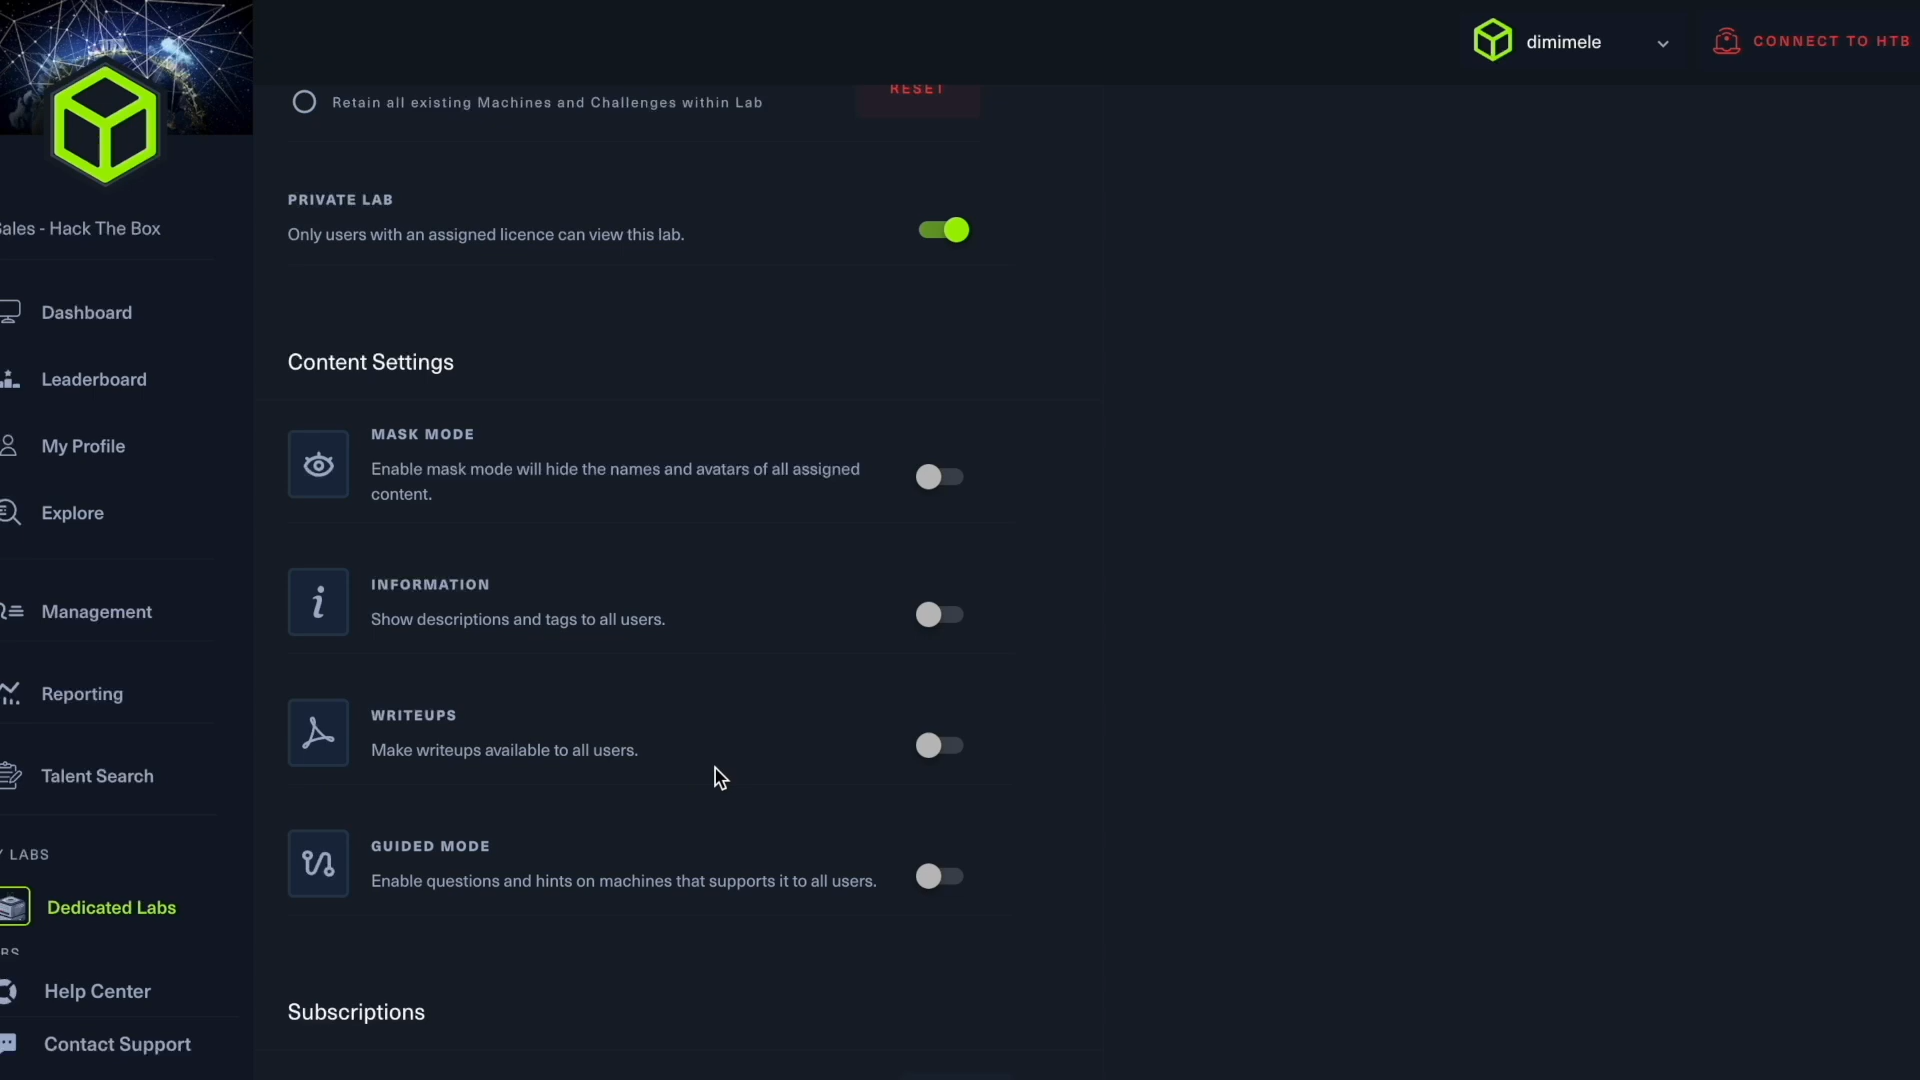 dimimele
CONNECT TO HTB
RESET
Retain all existing Machines and Challenges within Lab
PRIVATE LAB
Only users with an assigned licence can view this lab.
- Hack The Box
Dashboard
Leaderboard
My Profile
Explore
Management
Reporting
Talent Search
LABS
Dedicated Labs
Help Center
Contact Support
Content Settings
MASK MODE
Enable mask mode will hide the names and avatars of all assigned
content.
INFORMATION
Show descriptions and tags to all users.
WRITEUPS
Make writeups available to all users.
GUIDED MODE
Enable questions and hints on machines that supports it to all users.
Subscriptions